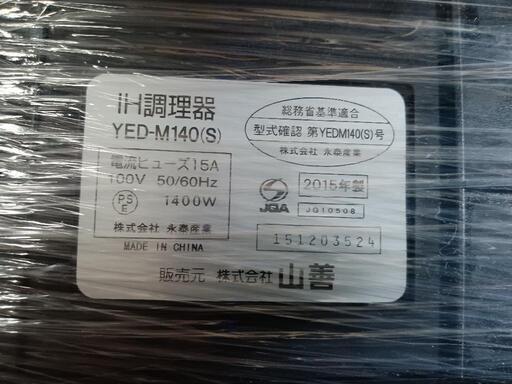 IH調理器
YED-M140(S)
電流ヒューズ15A
100V 50/60Hz
PS
E
1400W
株式会社 永泰産業
MADE IN CHINA
総務省基準適合
型式確認 第YEDM140(S)号
株式会社 永泰産業
JQA
2015年製
JG10508
151203524
販売元 株式会社 山善